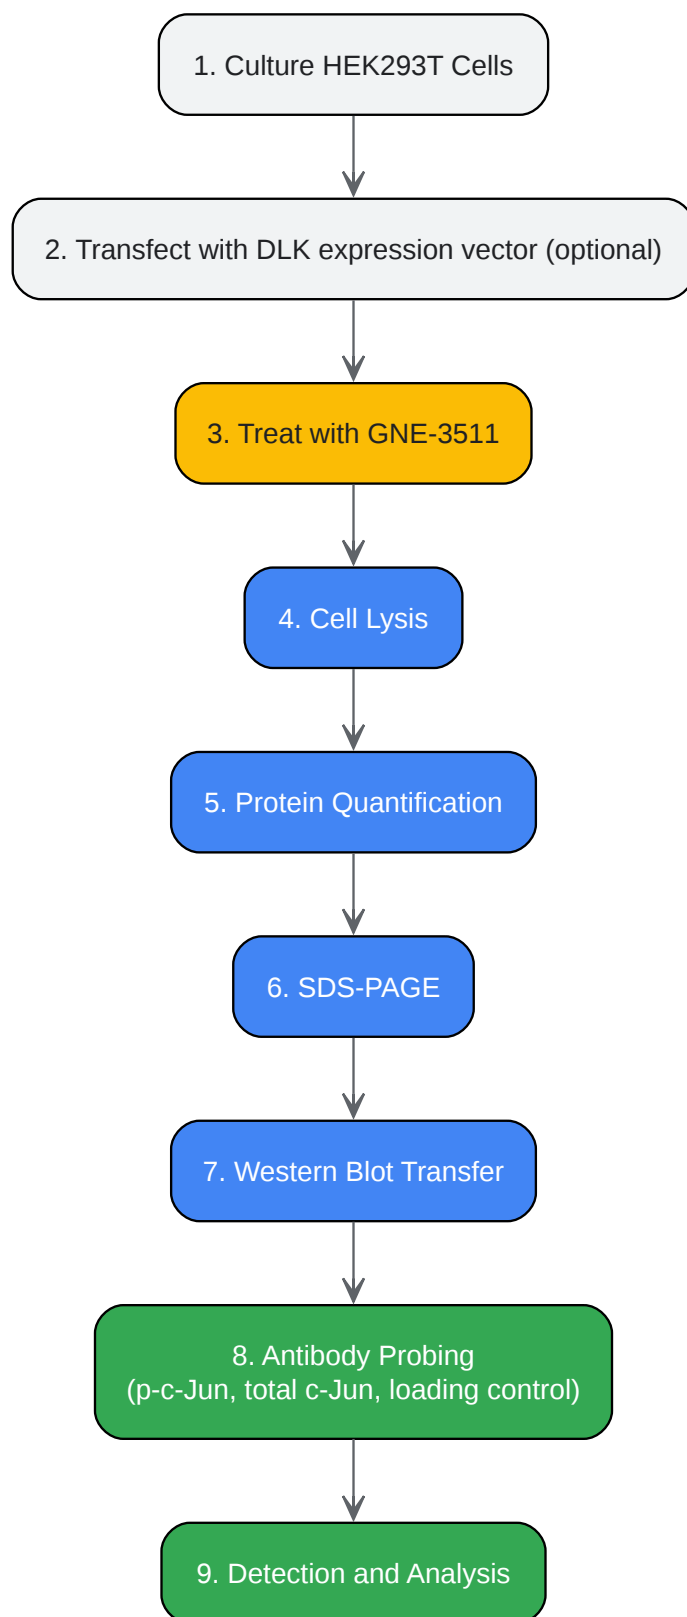 1. Culture HEK293T Cells
2. Transfect with DLK expression vector (optional)
3. Treat with GNE-3511
4. Cell Lysis
5. Protein Quantification
6. SDS-PAGE
7. Western Blot Transfer
8. Antibody Probing
(p-c-Jun, total c-Jun, loading control)
9. Detection and Analysis